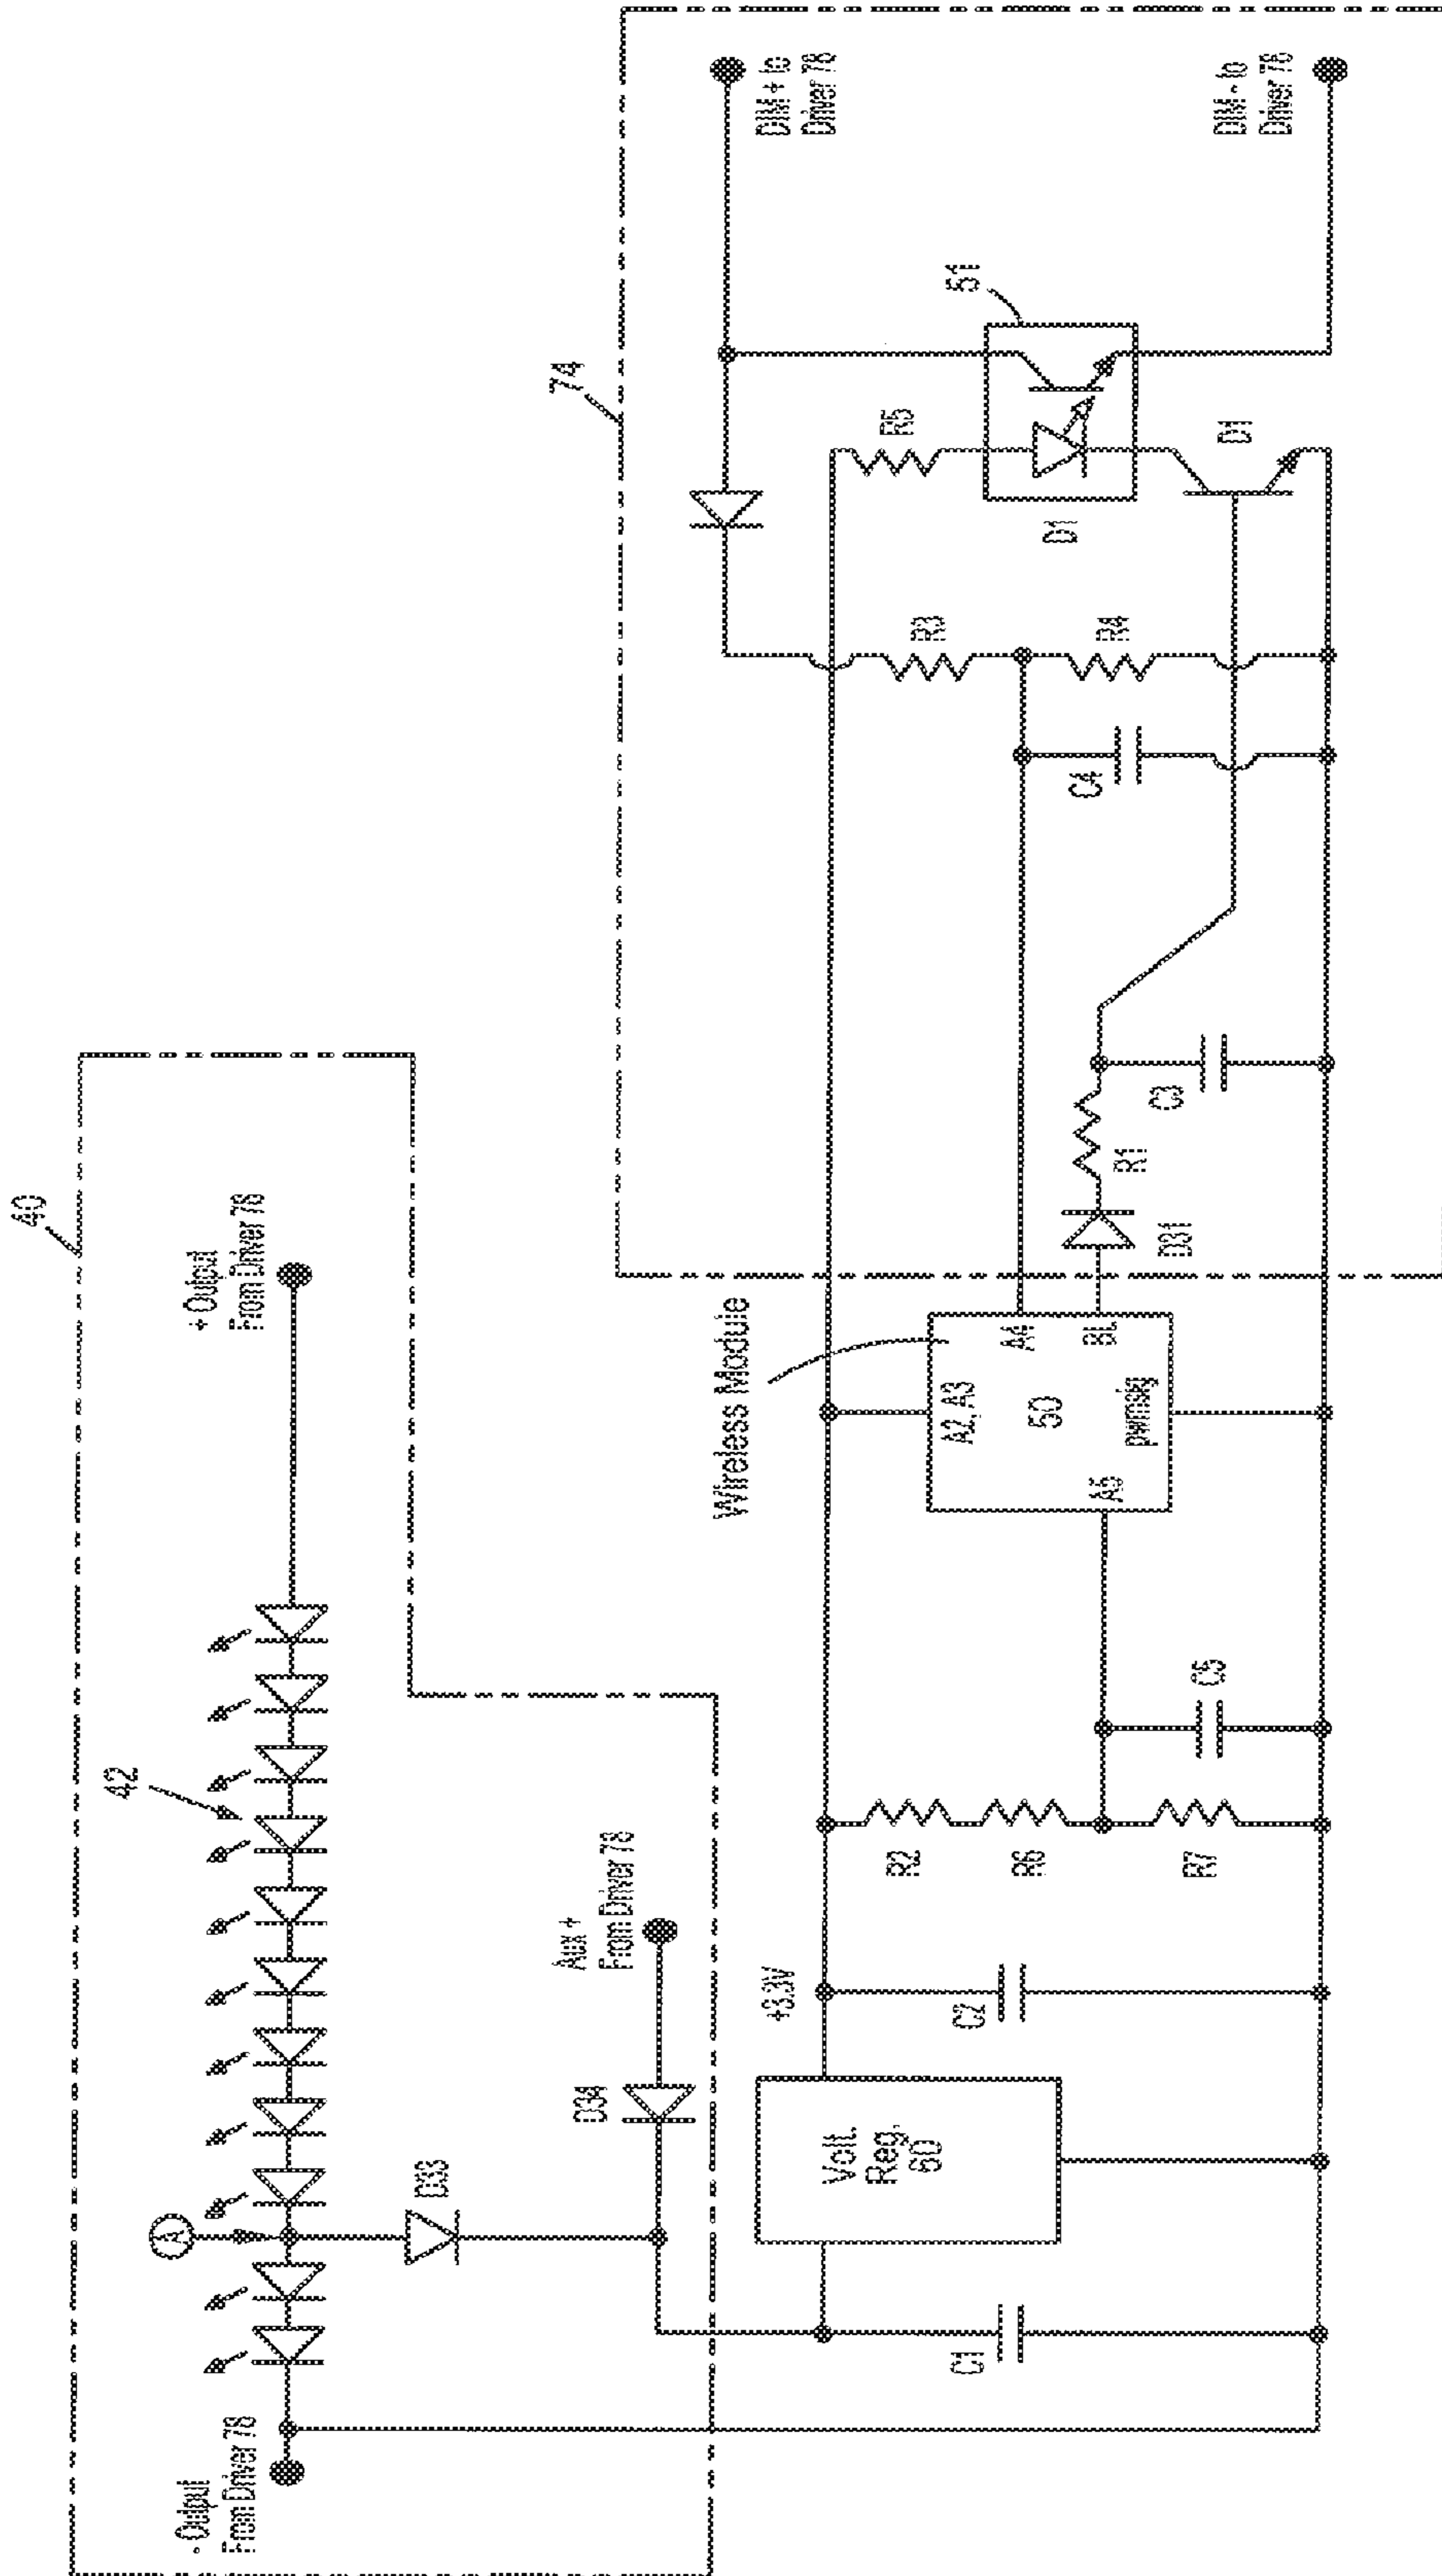 40
+ Output
From Driver 78
42
A
- Output
From Driver 78
D33
D34
Aux +
From Driver 78
74
DIM + to
Driver 78
DIM - to
Driver 78
51
R5
D1
D1
R3
R4
C4
C3
R1
D31
Wireless Module
A2, A3
A4
50
BL
pwmsig
A5
C5
R2
R6
R7
+3.3V
C2
Volt.
Reg.
60
C1